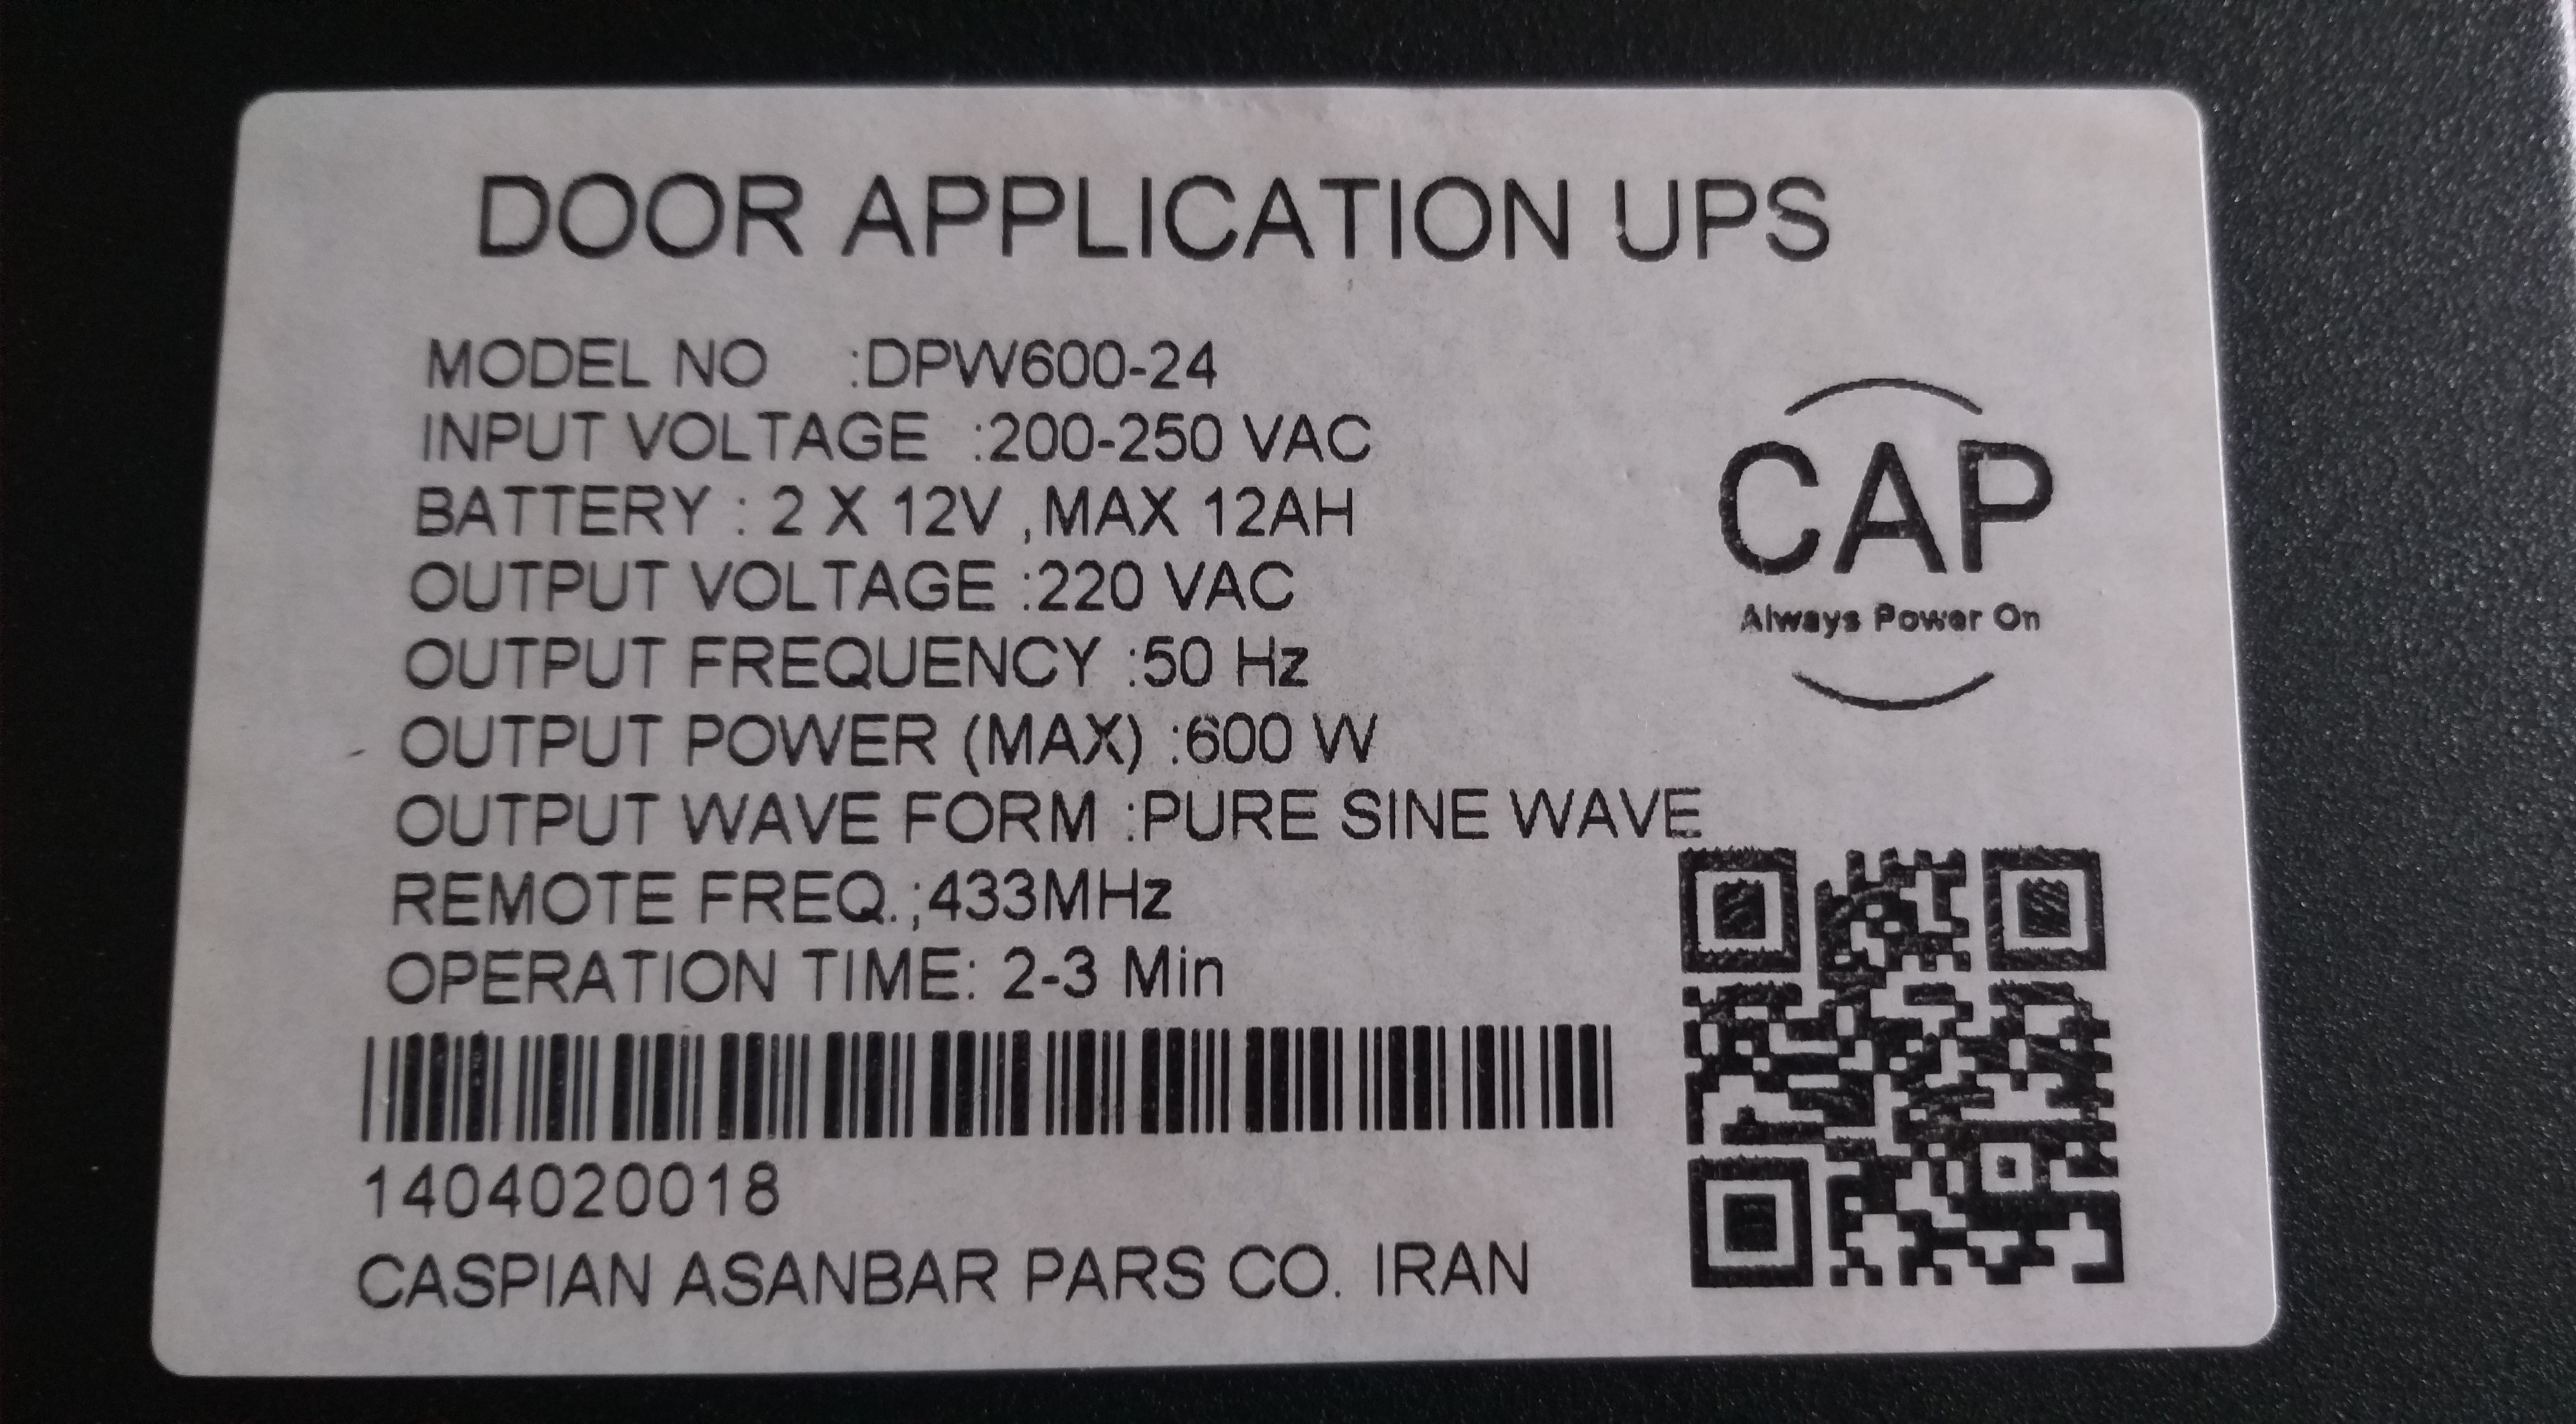 DOOR APPLICATION UPS
MODEL NO :DPW600-24
INPUT VOLTAGE :200-250 VAC
BATTERY : 2 X 12V ,MAX 12AH
OUTPUT VOLTAGE :220 VAC
OUTPUT FREQUENCY :50 Hz
OUTPUT POWER (MAX) :600 W
OUTPUT WAVE FORM :PURE SINE WAVE
REMOTE FREQ.;433MHz
OPERATION TIME: 2-3 Min
1404020018
CASPIAN ASANBAR PARS CO. IRAN
CAP
Always Power On